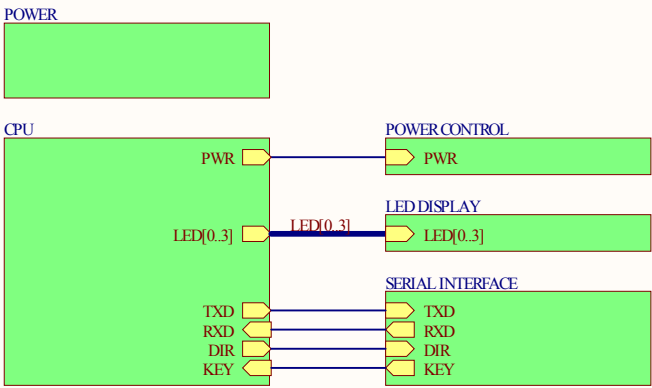 POWER
CPU
POWER CONTROL
PWR
PWR
LED DISPLAY
LED[0..3]
LED[0..3]
LED[0..3]
SERIAL INTERFACE
TXD
TXD
RXD
RXD
DIR
DIR
KEY
KEY